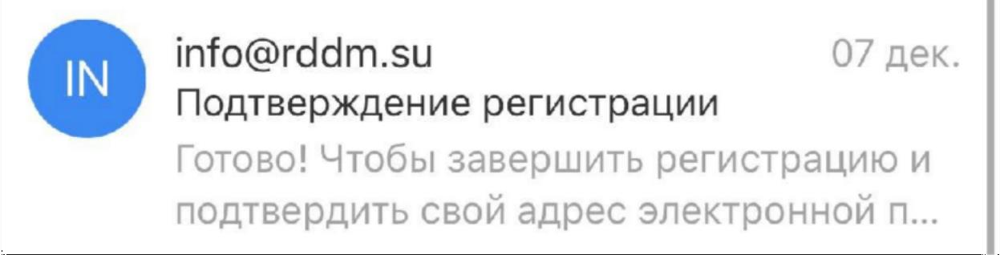 IN
info@rddm.su
07 дек.
Подтверждение регистрации
Готово! Чтобы завершить регистрацию и
подтвердить свой адрес электронной п...